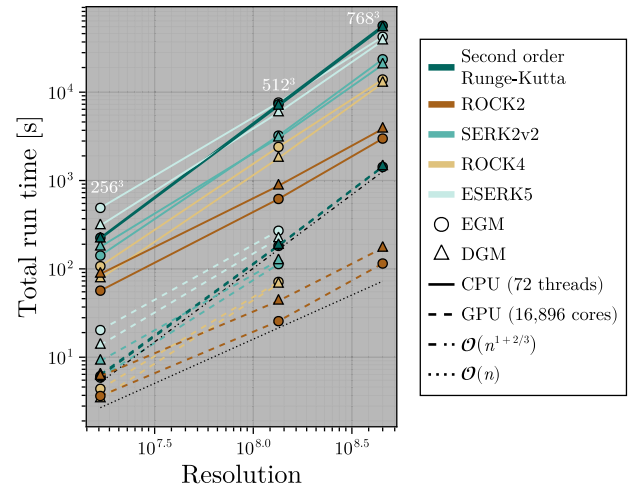 768³
512³
256³
10⁴
10³
10²
10¹
Total run time [s]
10^7.5
10^8.0
10^8.5
Resolution
Second order
Runge-Kutta
ROCK2
SERK2v2
ROCK4
ESERK5
EGM
DGM
CPU (72 threads)
GPU (16,896 cores)
𝒪(n^{1+2/3})
𝒪(n)